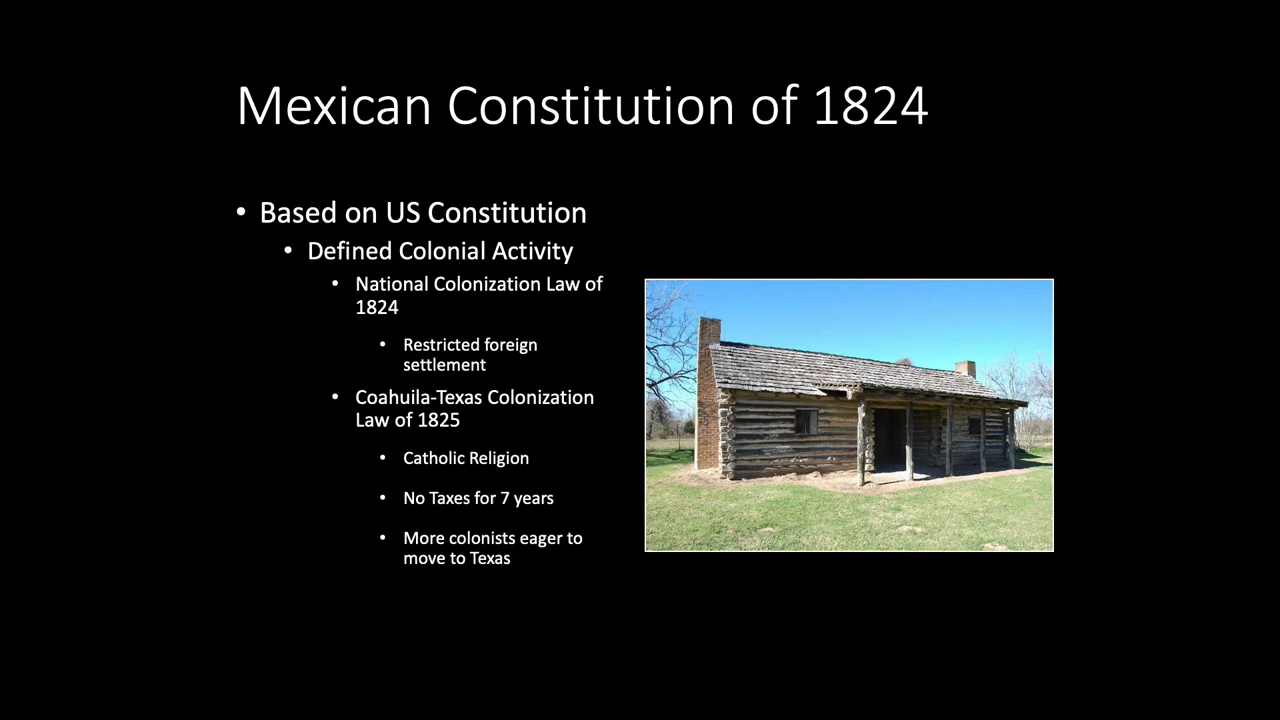 Mexican Constitution of 1824
• Based on US Constitution
• Defined Colonial Activity
• National Colonization Law of
1824
• Restricted foreign
settlement
• Coahuila-Texas Colonization
Law of 1825
• Catholic Religion
• No Taxes for 7 years
• More colonists eager to
move to Texas